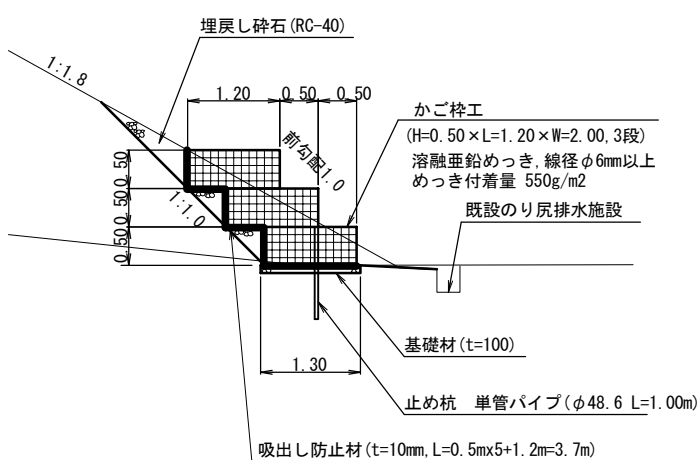 埋戻し砕石(RC-40)
1:1.8
1.20
0.50
0.50
かご枠工
(H=0.50×L=1.20×W=2.00,3段)
溶融亜鉛めっき,線径φ6mm以上
めっき付着量 550g/m2
前勾配1.0
0.50
0.50
0.50
1:1.0
既設のり尻排水施設
基礎材(t=100)
1.30
止め杭 単管パイプ(φ48.6 L=1.00m)
吸出し防止材(t=10mm,L=0.5mx5+1.2m=3.7m)